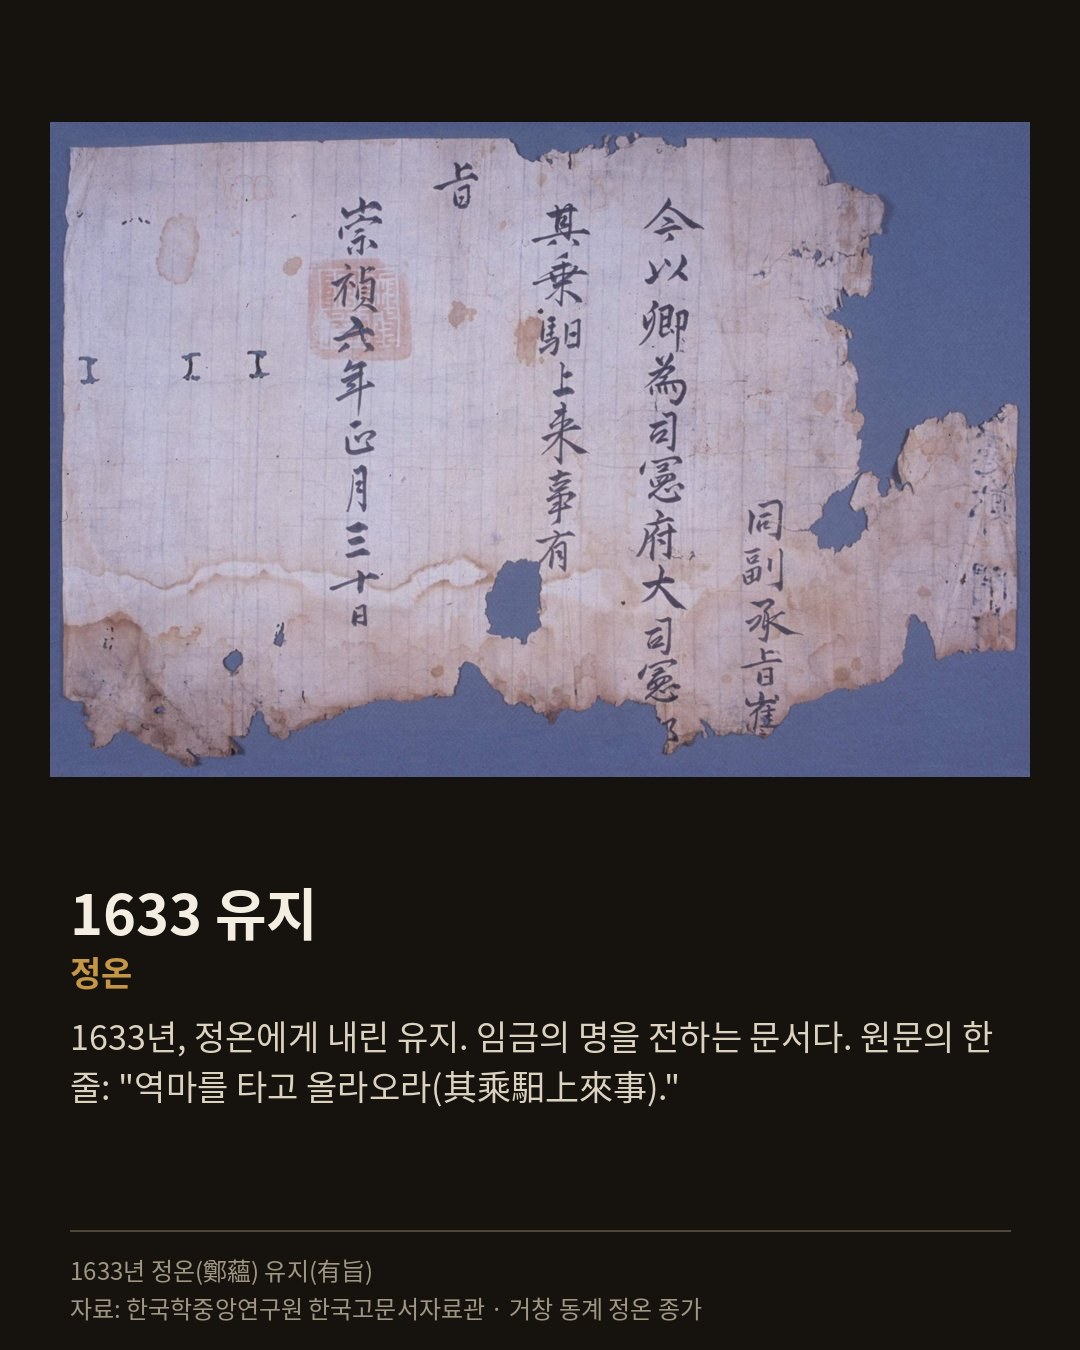 同副承旨崔
今以卿為司憲府大司憲
其乗馹上来事有
旨
崇禎六年正月三十日
1633 유지
정온
1633년, 정온에게 내린 유지. 임금의 명을 전하는 문서다. 원문의 한
줄: "역마를 타고 올라오라(其乘馹上來事)."
1633년 정온(鄭蘊) 유지(有旨)
자료: 한국학중앙연구원 한국고문서자료관 · 거창 동계 정온 종가